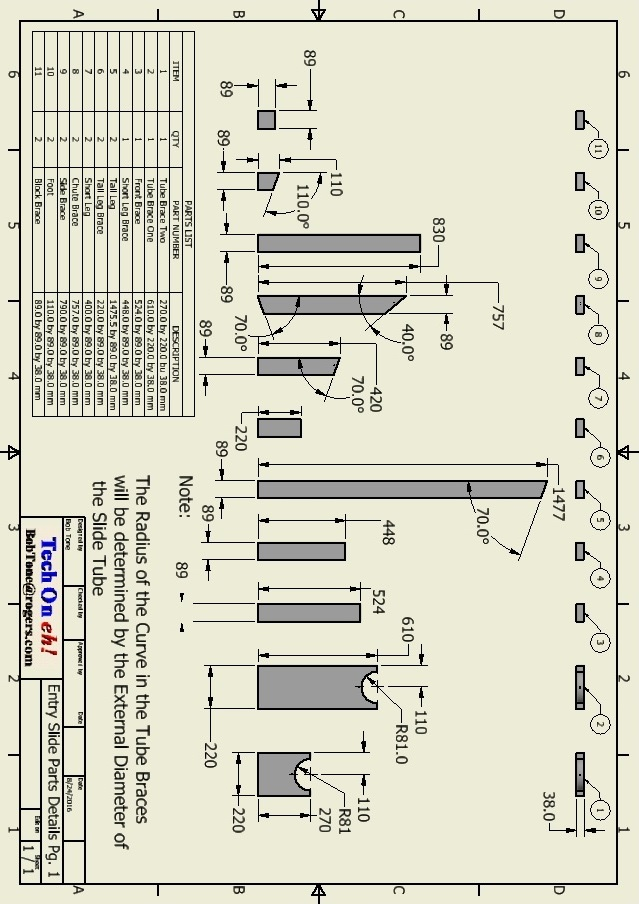 6 5 4 3 2 1
D
C
B
A
11 10 9 8 7 6 5 4 3 2 1
38.0
89
89
110
110.0°
89
830
89
757
40.0°
70.0°
89
420
70.0°
89
220
1477
70.0°
89
448
89
524
89
610
110
R81.0
220
110
R81
270
220
Note:
The Radius of the Curve in the Tube Braces
will be determined by the External Diameter of
the Slide Tube
PARTS LIST
ITEM QTY PART NUMBER DESCRIPTION
1 1 Tube Brace Two 270.0 by 220.0 bu 38.0 mm
2 1 Tube Brace One 610.0 by 220.0 by 38.0 mm
3 1 Front Brace 524.0 by 89.0 by 38.0 mm
4 1 Short Leg Brace 448.0 by 89.0 by 38.0 mm
5 2 Tall Leg 1475.5 by 89.0 by 38.0 mm
6 2 Tall Leg Brace 220.0 by 89.0 by 38.0 mm
7 2 Short Leg 400.0 by 89.0 by 38.0 mm
8 2 Chute Brace 757.0 by 89.0 by 38.0 mm
9 2 Side Brace 790.0 by 89.0 by 38.0 mm
10 2 Foot 110.0 by 89.0 by 38.0 mm
11 2 Block Brace 89.0 by 89.0 by 38.0 mm
Designed by Checked by Approved by Date Date
Bob Tone 8/24/2016
Tech On eh!
BobTone@rogers.com
Entry Slide Parts Details Pg. 1
Edition Sheet
1 / 1
D
C
B
A
6 5 4 3 2 1